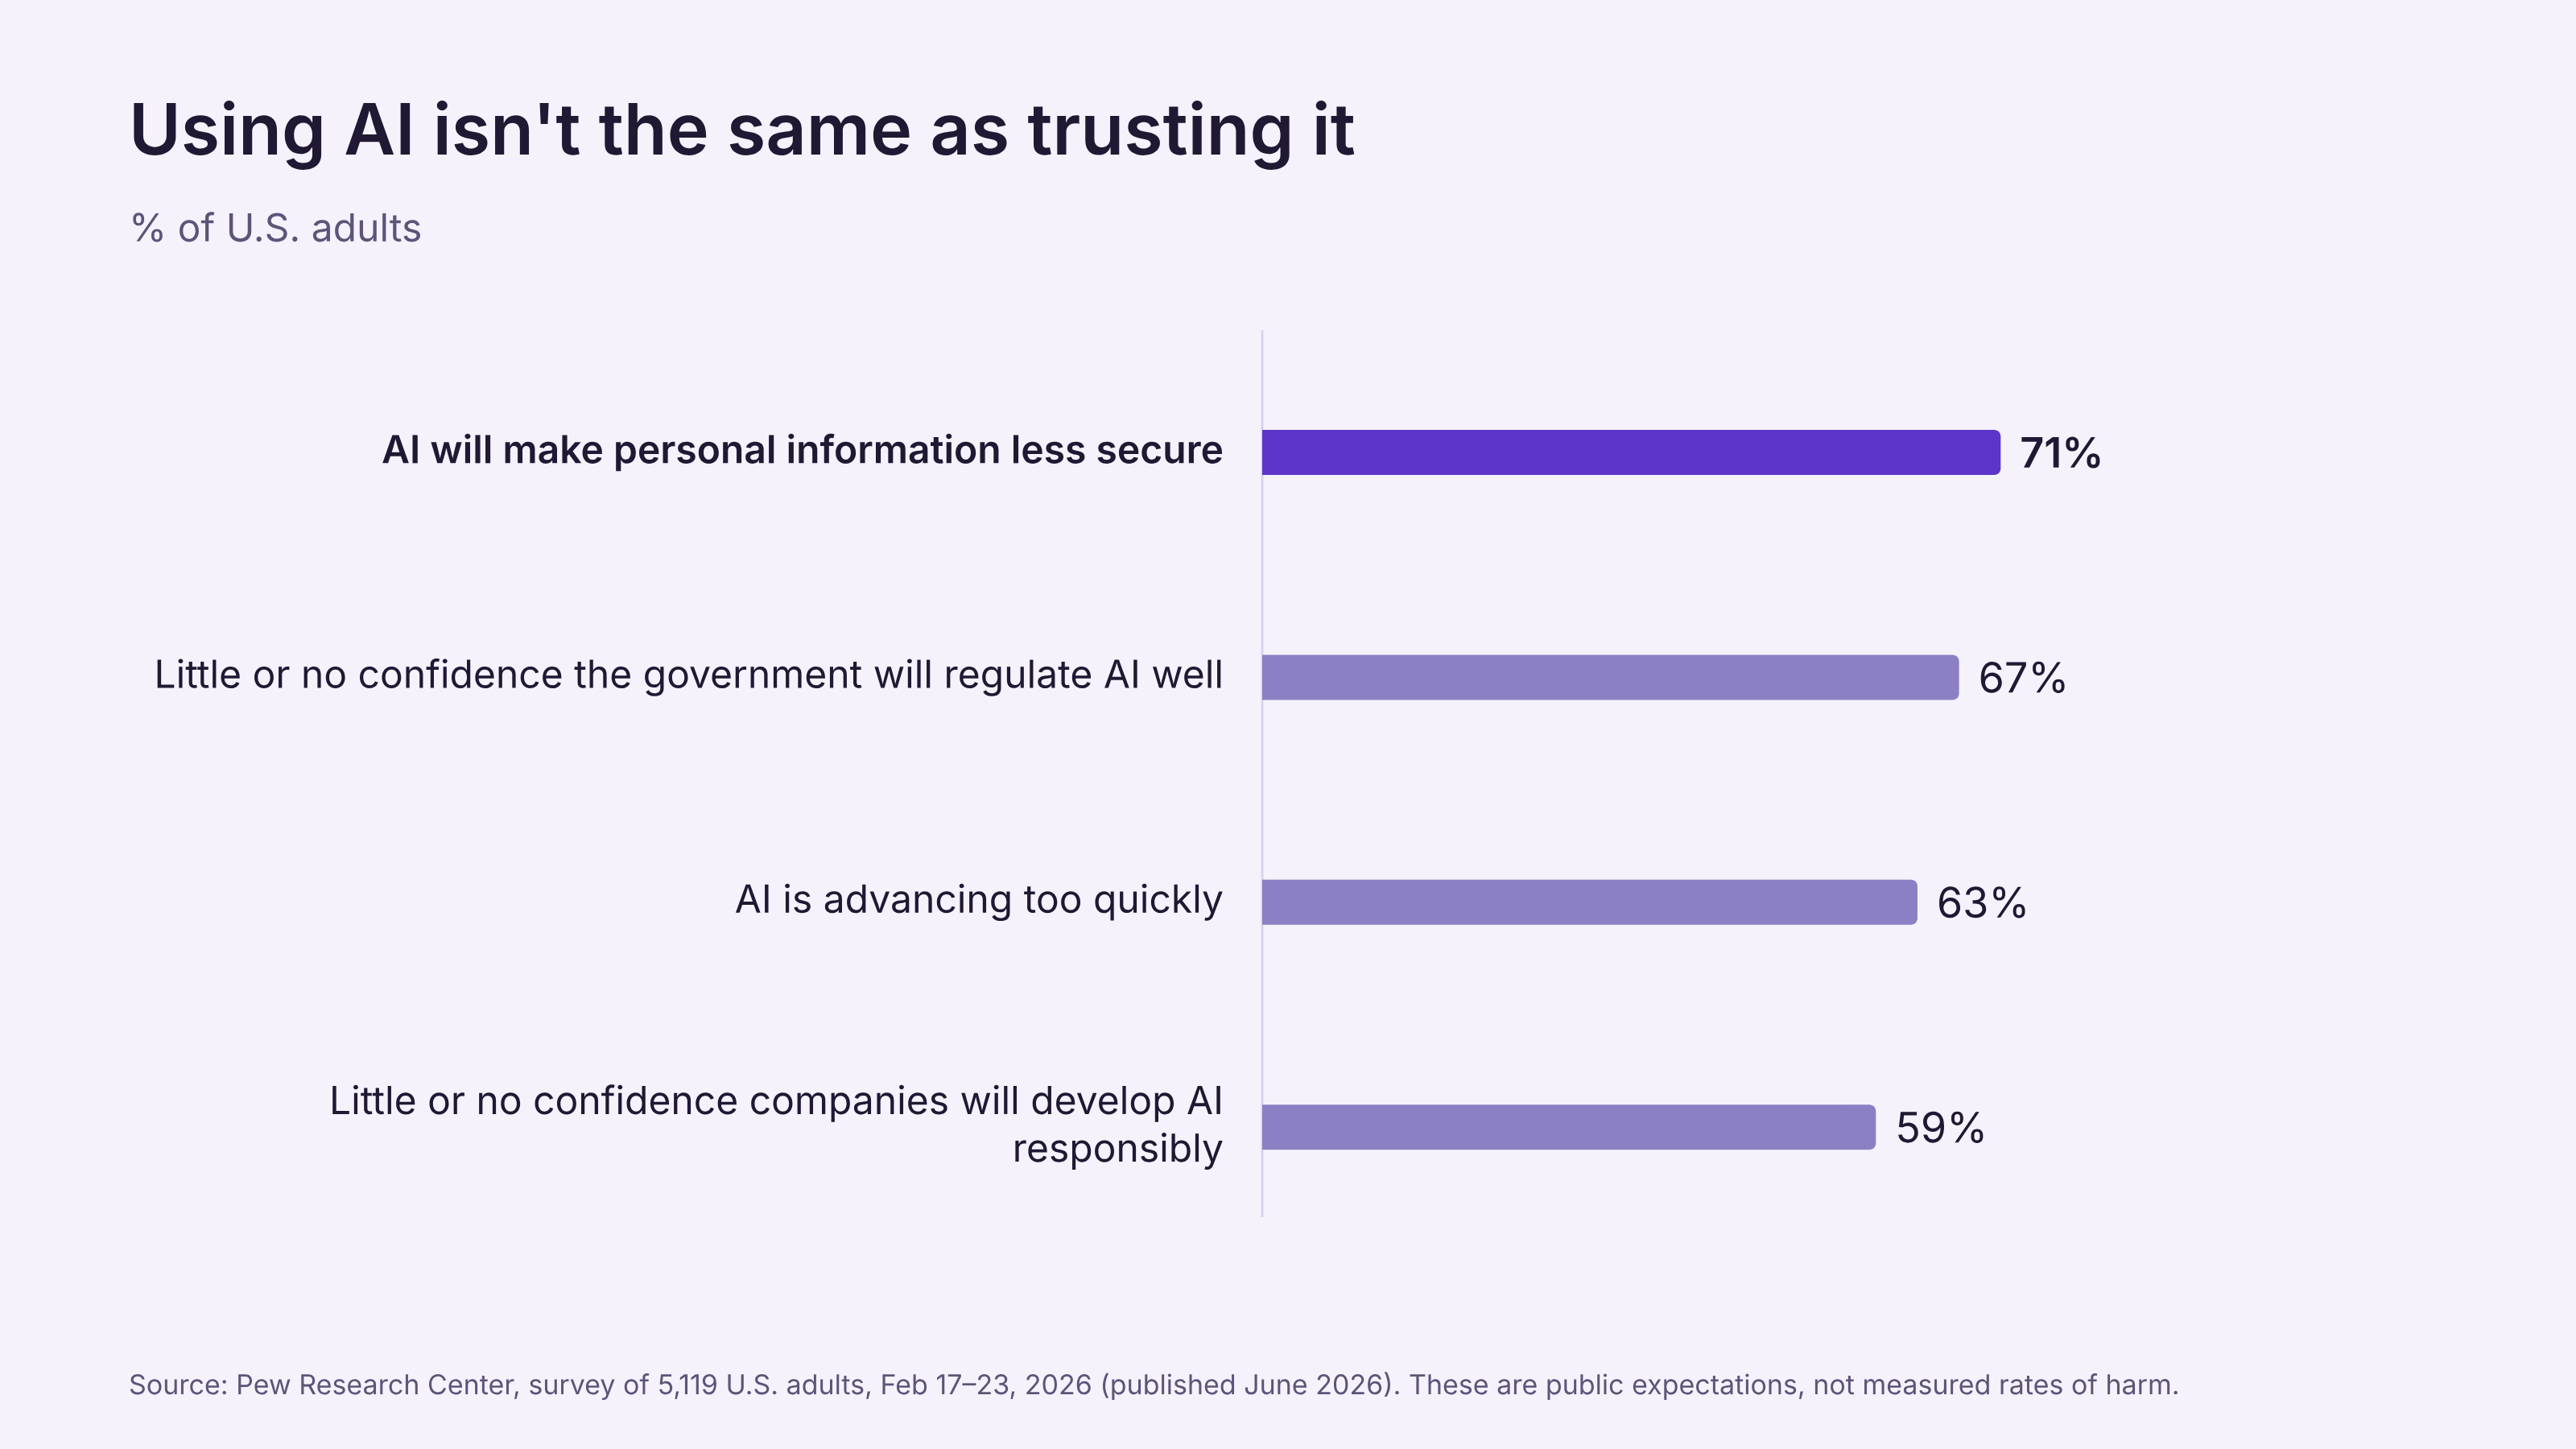 Using AI isn't the same as trusting it
% of U.S. adults
AI will make personal information less secure
71%
Little or no confidence the government will regulate AI well
67%
AI is advancing too quickly
63%
Little or no confidence companies will develop AI
responsibly
59%
Source: Pew Research Center, survey of 5,119 U.S. adults, Feb 17–23, 2026 (published June 2026). These are public expectations, not measured rates of harm.